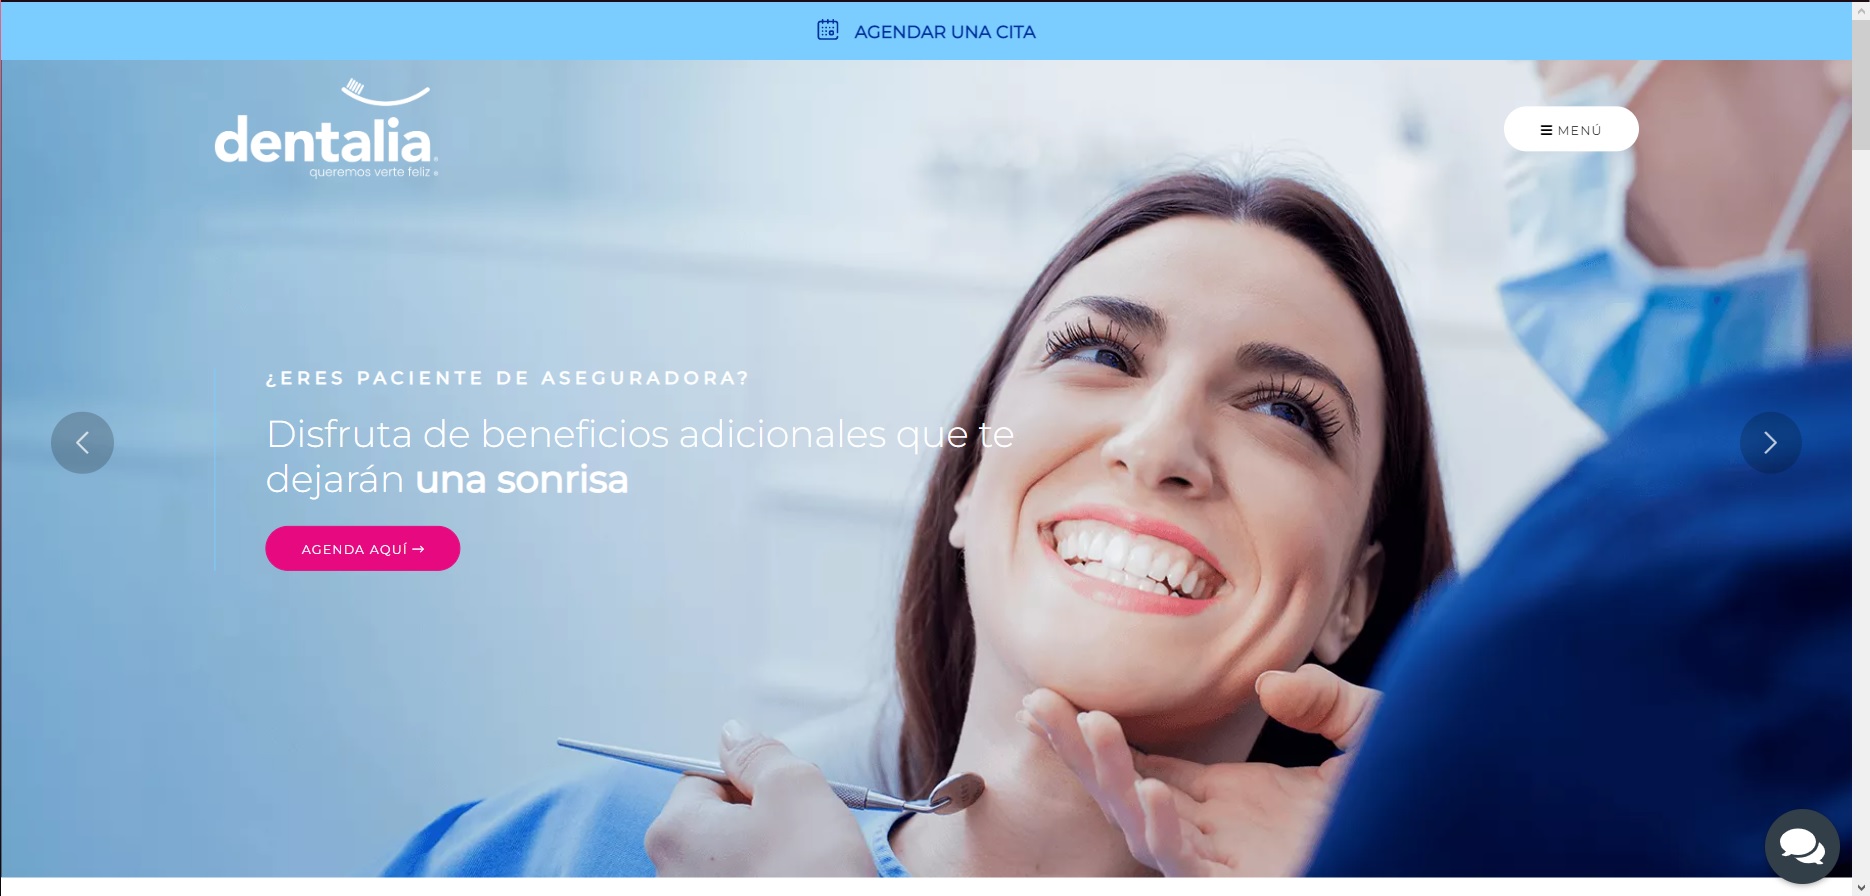 AGENDAR UNA CITA
dentalia
queremos verte feliz
MENÚ
¿ERES PACIENTE DE ASEGURADORA?
Disfruta de beneficios adicionales que te
dejarán una sonrisa
AGENDA AQUÍ →